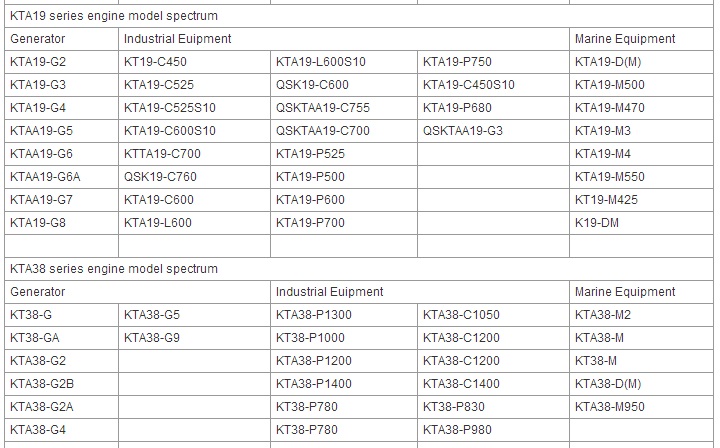 KTA19 series engine model spectrum
Generator Industrial Euipment Marine Equipment
KTA19-G2 KT19-C450 KTA19-L600S10 KTA19-P750 KTA19-D(M)
KTA19-G3 KTA19-C525 QSK19-C600 KTA19-C450S10 KTA19-M500
KTA19-G4 KTA19-C525S10 QSKTAA19-C755 KTA19-P680 KTA19-M470
KTAA19-G5 KTA19-C600S10 QSKTAA19-C700 QSKTAA19-G3 KTA19-M3
KTAA19-G6 KTTA19-C700 KTA19-P525 KTA19-M4
KTAA19-G6A QSK19-C760 KTA19-P500 KTA19-M550
KTAA19-G7 KTA19-C600 KTA19-P600 KT19-M425
KTA19-G8 KTA19-L600 KTA19-P700 K19-DM
KTA38 series engine model spectrum
Generator Industrial Euipment Marine Equipment
KT38-G KTA38-G5 KTA38-P1300 KTA38-C1050 KTA38-M2
KT38-GA KTA38-G9 KT38-P1000 KTA38-C1200 KTA38-M
KTA38-G2 KTA38-P1200 KTA38-C1200 KT38-M
KTA38-G2B KTA38-P1400 KTA38-C1400 KTA38-D(M)
KTA38-G2A KT38-P780 KT38-P830 KTA38-M950
KTA38-G4 KT38-P780 KTA38-P980